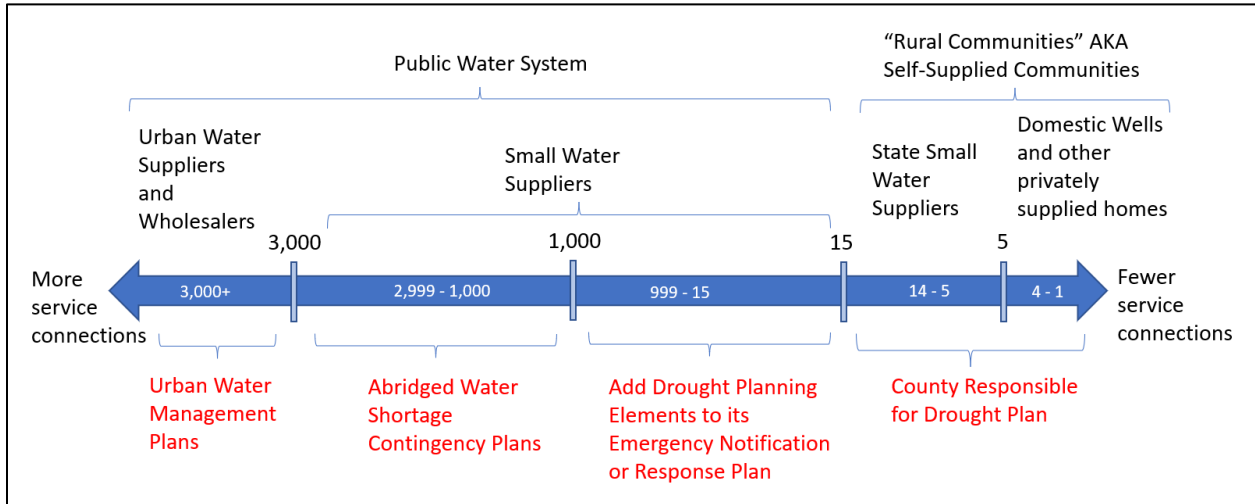 Public Water System
“Rural Communities” AKA
Self-Supplied Communities
Urban Water
Suppliers
and
Wholesalers
Small Water
Suppliers
State Small
Water
Suppliers
Domestic Wells
and other
privately
supplied homes
3,000
1,000
15
5
More
service
connections
3,000+
2,999 - 1,000
999 - 15
14 - 5
4 - 1
Fewer
service
connections
Urban Water
Management
Plans
Abridged Water
Shortage
Contingency Plans
Add Drought Planning
Elements to its
Emergency Notification
or Response Plan
County Responsible
for Drought Plan